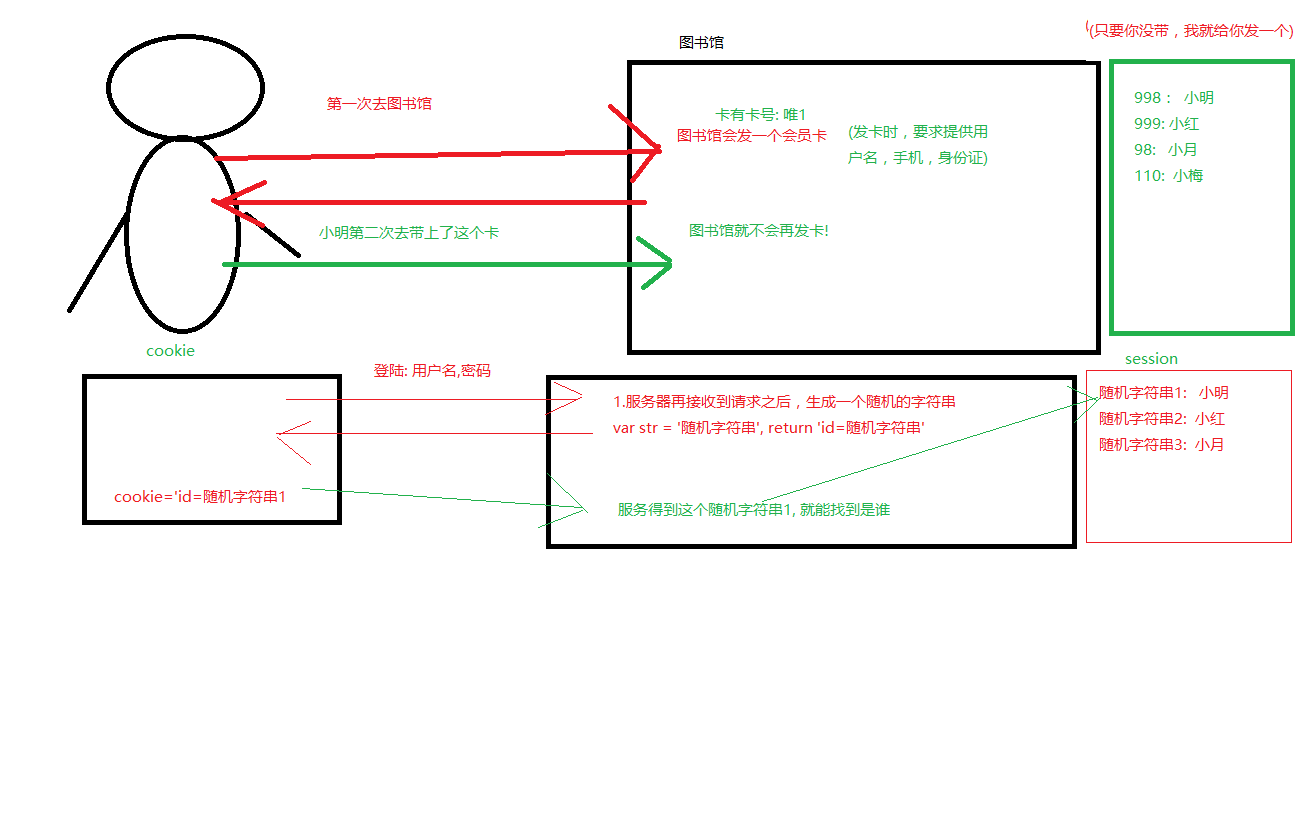 (只要你没带，我就给你发一个)
图书馆
第一次去图书馆
卡有卡号: 唯1
图书馆会发一个会员卡
(发卡时，要求提供用
户名，手机，身份证)
998： 小明
999: 小红
98: 小月
110: 小梅
小明第二次去带上了这个卡
图书馆就不会再发卡!
cookie
session
登陆: 用户名,密码
1.服务器再接收到请求之后，生成一个随机的字符串
var str = '随机字符串', return 'id=随机字符串'
随机字符串1: 小明
随机字符串2: 小红
随机字符串3: 小月
cookie='id=随机字符串1
服务得到这个随机字符串1, 就能找到是谁